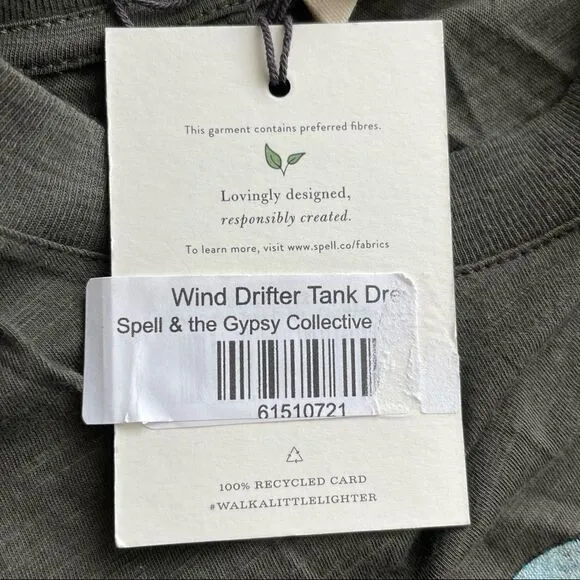 This garment contains preferred fibres.
Lovingly designed,
responsibly created.
To learn more, visit www.spell.co/fabrics
Wind Drifter Tank Dre
Spell & the Gypsy Collective
61510721
100% RECYCLED CARD
#WALKALITTLELIGHTER